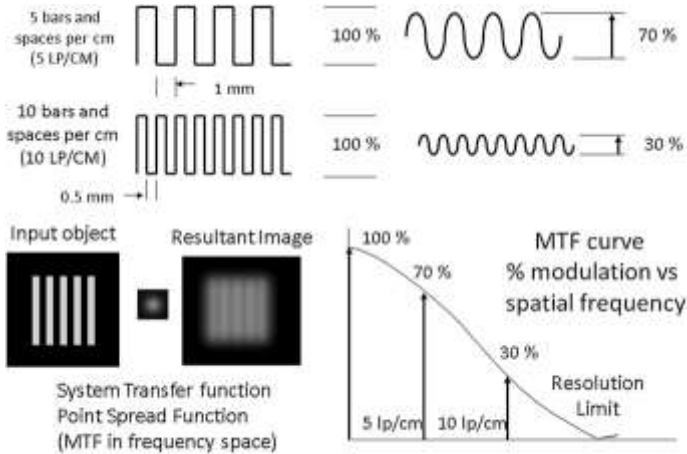 5 bars and
spaces per cm
(5 LP/CM)
100 %
70 %
1 mm
10 bars and
spaces per cm
(10 LP/CM)
100 %
30 %
0.5 mm
Input object
Resultant Image
System Transfer function
Point Spread Function
(MTF in frequency space)
100 %
MTF curve
% modulation vs
spatial frequency
70 %
30 %
Resolution
Limit
5 lp/cm
10 lp/cm